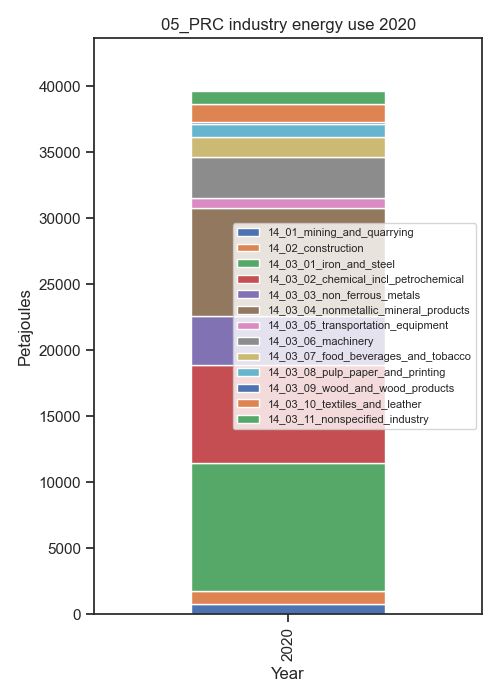 05_PRC industry energy use 2020
40000
35000
30000
25000
20000
15000
10000
5000
0
Petajoules
14_01_mining_and_quarrying
14_02_construction
14_03_01_iron_and_steel
14_03_02_chemical_incl_petrochemical
14_03_03_non_ferrous_metals
14_03_04_nonmetallic_mineral_products
14_03_05_transportation_equipment
14_03_06_machinery
14_03_07_food_beverages_and_tobacco
14_03_08_pulp_paper_and_printing
14_03_09_wood_and_wood_products
14_03_10_textiles_and_leather
14_03_11_nonspecified_industry
2020
Year